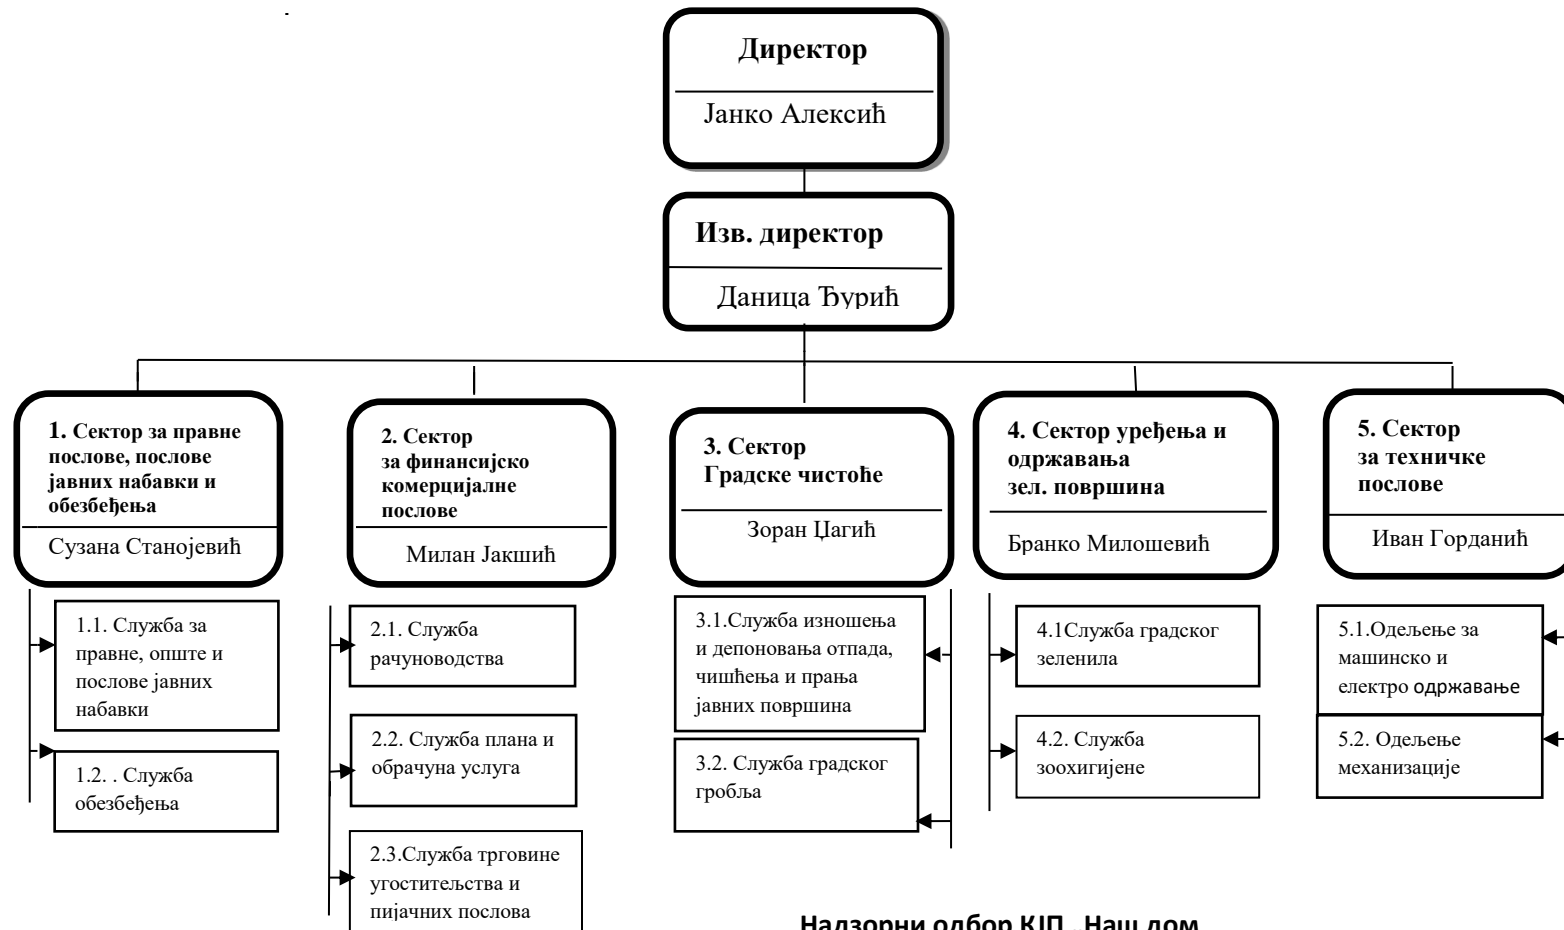 Директор
Јанко Алексић
Изв. директор
Даница Ђурић
1. Сектор за правне
послове, послове
јавних набавки и
обезбеђења
Сузана Станојевић
2. Сектор
за финансијско
комерцијалне
послове
Милан Јакшић
3. Сектор
Градске чистоће
Зоран Џагић
4. Сектор уређења и
одржавања
зел. површина
Бранко Милошевић
5. Сектор
за техничке
послове
Иван Горданић
1.1. Служба за
правне, опште и
послове јавних
набавки
1.2. . Служба
обезбеђења
2.1. Служба
рачуноводства
2.2. Служба плана и
обрачуна услуга
2.3.Служба трговине
угоститељства и
пијачних послова
3.1.Служба изношења
и депоновања отпада,
чишћења и прања
јавних површина
3.2. Служба градског
гробља
4.1Служба градског
зеленила
4.2. Служба
зоохигијене
5.1.Одељење за
машинско и
електро одржавање
5.2. Одељење
механизације
Надзорни одбор КЈП „Наш дом